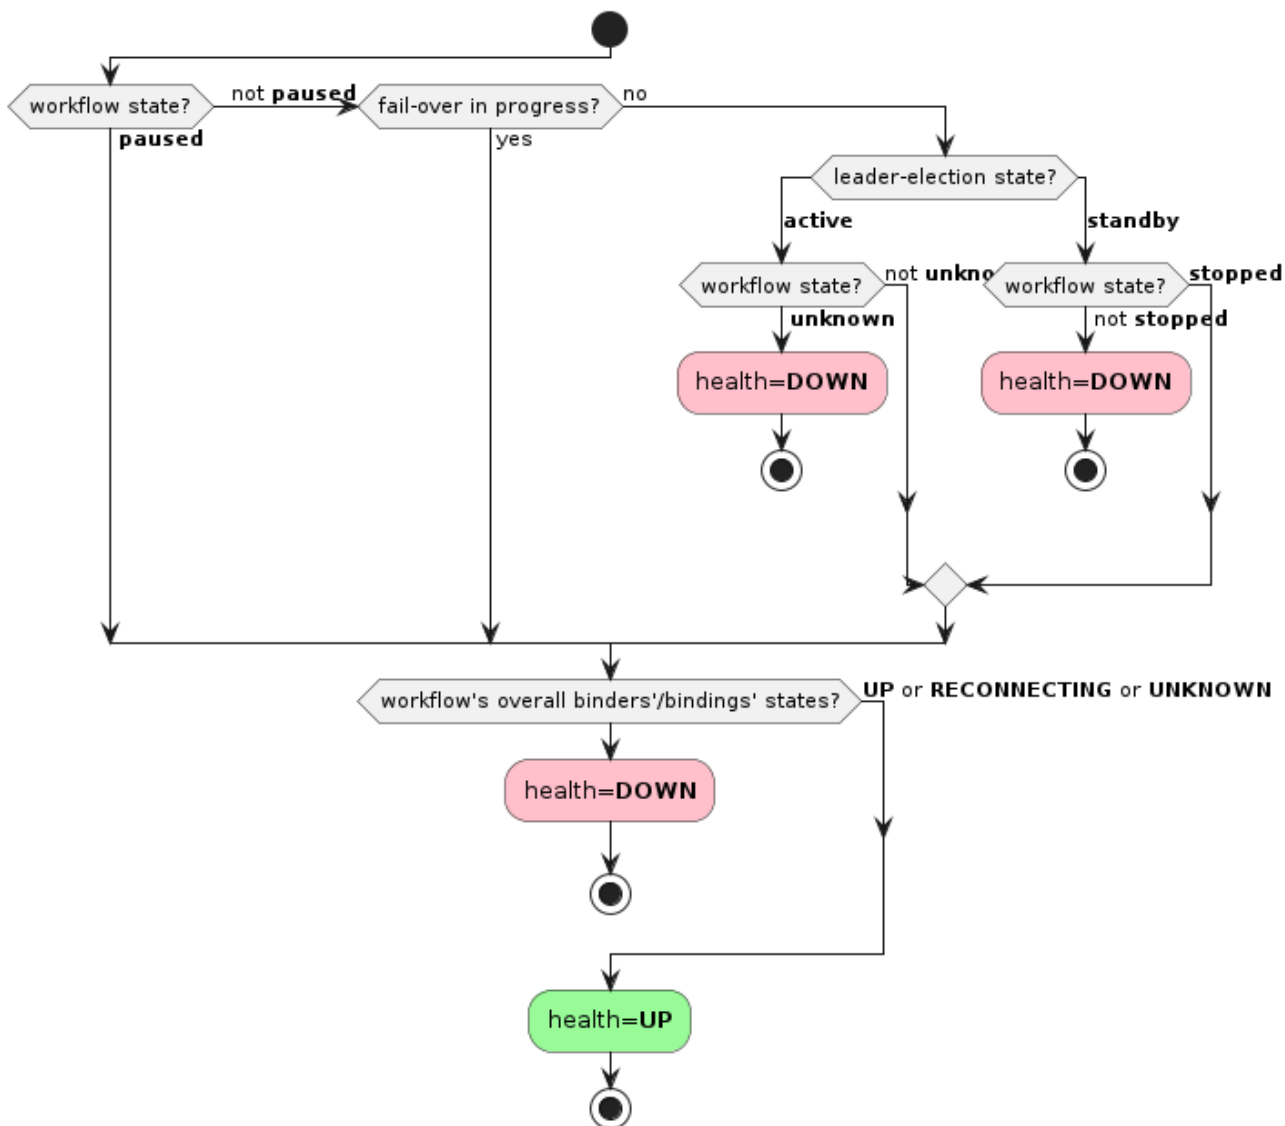 workflow state?
not paused
fail-over in progress?
no
paused
yes
leader-election state?
active
standby
workflow state?
not unkno
workflow state?
stopped
unknown
not stopped
health=DOWN
health=DOWN
workflow's overall binders'/bindings' states?
UP or RECONNECTING or UNKNOWN
health=DOWN
health=UP